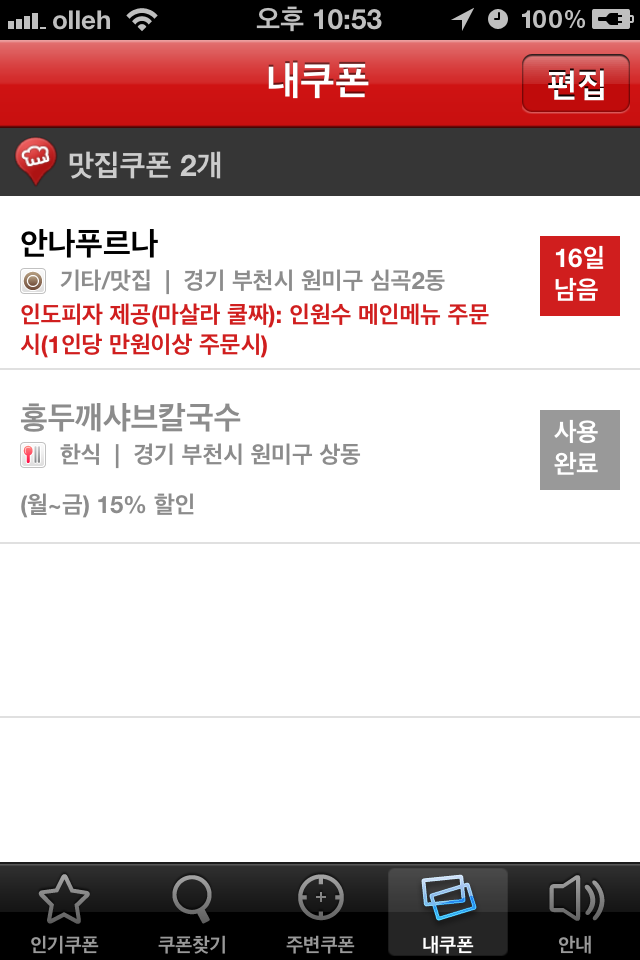 olleh 오후 10:53 100%
내쿠폰 편집
맛집쿠폰 2개
안나푸르나
16일
남음
기타/맛집 | 경기 부천시 원미구 심곡2동
인도피자 제공(마살라 쿨짜): 인원수 메인메뉴 주문
시(1인당 만원이상 주문시)
홍두깨샤브칼국수
사용
완료
한식 | 경기 부천시 원미구 상동
(월~금) 15% 할인
인기쿠폰 쿠폰찾기 주변쿠폰 내쿠폰 안내